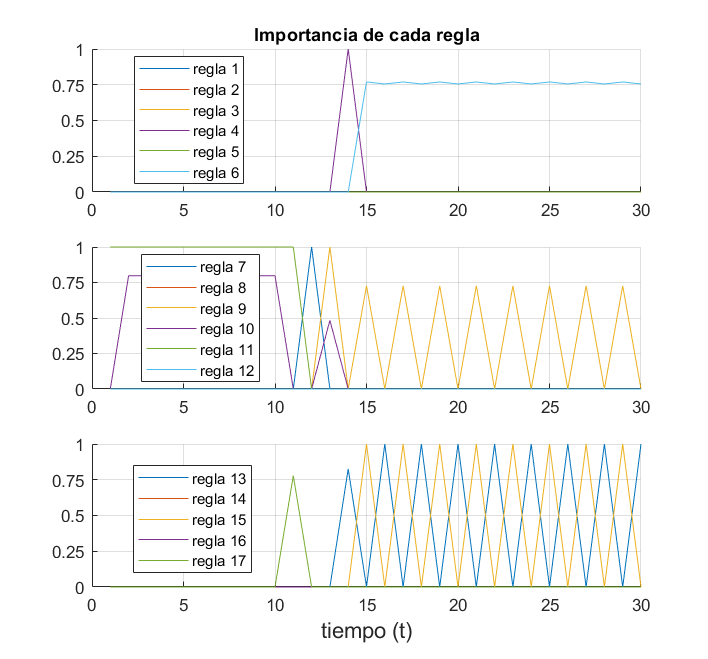 Importancia de cada regla
1
0.75
0.5
0.25
0
regla 1
regla 2
regla 3
regla 4
regla 5
regla 6
0 5 10 15 20 25 30
1
0.75
0.5
0.25
0
regla 7
regla 8
regla 9
regla 10
regla 11
regla 12
0 5 10 15 20 25 30
1
0.75
0.5
0.25
0
regla 13
regla 14
regla 15
regla 16
regla 17
0 5 10 15 20 25 30
tiempo (t)